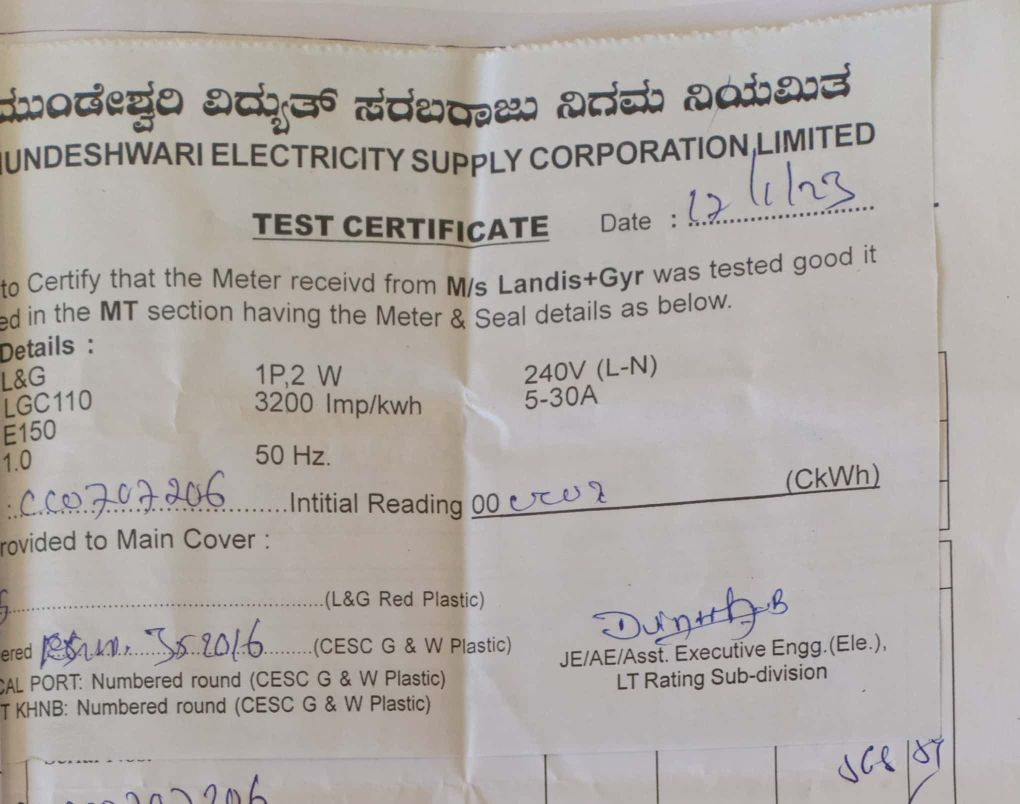 ಮುಂಡೇಶ್ವರಿ ವಿದ್ಯುತ್ ಸರಬರಾಜು ನಿಗಮ ನಿಯಮಿತ
UNDESHWARI ELECTRICITY SUPPLY CORPORATION LIMITED
TEST CERTIFICATE Date : 12/1/23
to Certify that the Meter receivd from M/s Landis+Gyr was tested good it
ed in the MT section having the Meter & Seal details as below.
Details :
L&G 1P,2 W 240V (L-N)
LGC110 3200 Imp/kwh 5-30A
E150
1.0 50 Hz.
: CC0707206 Intitial Reading 00 (CkWh)
rovided to Main Cover :
(L&G Red Plastic)
ered 352016 (CESC G & W Plastic)
JE/AE/Asst. Executive Engg.(Ele.),
CAL PORT: Numbered round (CESC G & W Plastic)
LT Rating Sub-division
T KHNB: Numbered round (CESC G & W Plastic)